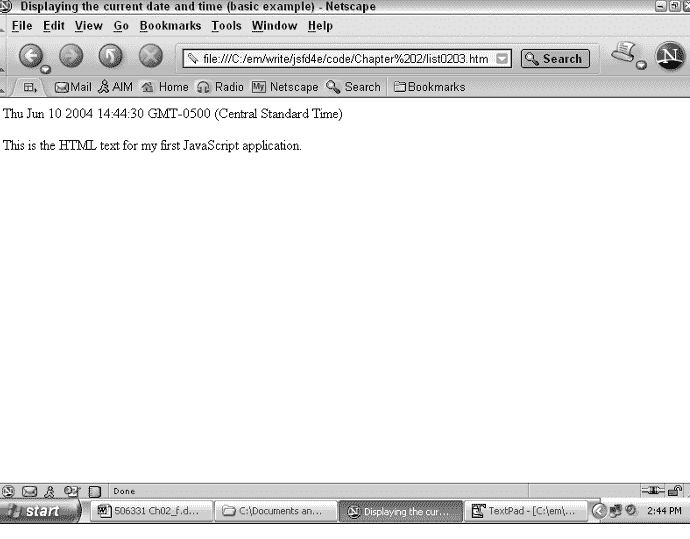 Displaying the current date and time (basic example) - Netscape
File Edit View Go Bookmarks Tools Window Help
file:///C:/em/write/jsfd4e/code/Chapter%202/list0203.htm Search N
Mail AIM Home Radio My Netscape Search Bookmarks
Thu Jun 10 2004 14:44:30 GMT-0500 (Central Standard Time)
This is the HTML text for my first JavaScript application.
Done
start 506331 Ch02_f.d... C:\Documents an... Displaying the cur... TextPad - [C:\em\... 2:44 PM